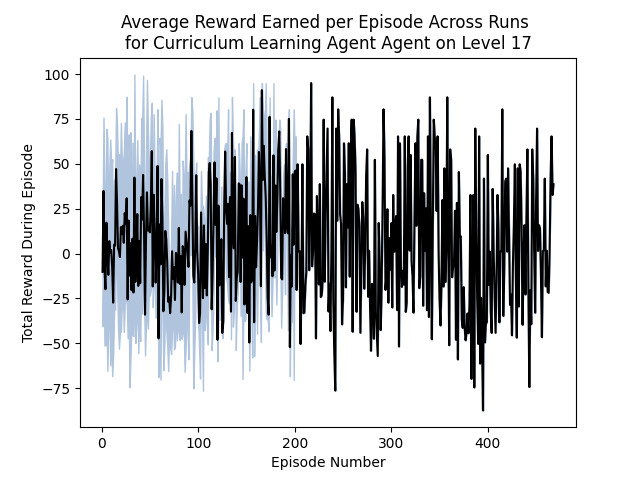 Average Reward Earned per Episode Across Runs
for Curriculum Learning Agent Agent on Level 17
Total Reward During Episode
100
75
50
25
0
−25
−50
−75
0 100 200 300 400
Episode Number